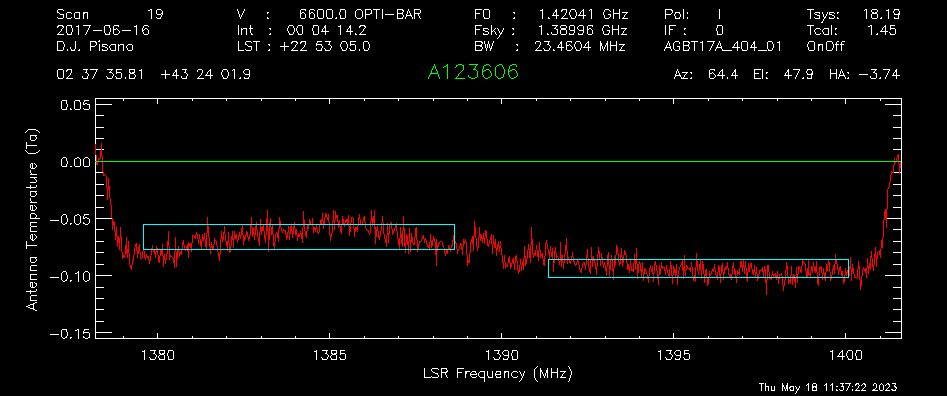 Scan 19 V : 6600.0 OPTI-BAR F0 : 1.42041 GHz Pol: I Tsys: 18.19
2017-06-16 Int : 00 04 14.2 Fsky : 1.38996 GHz IF : 0 Tcal: 1.45
D.J. Pisano LST : +22 53 05.0 BW : 23.4604 MHz AGBT17A_404_01 OnOff
02 37 35.81 +43 24 01.9 A123606 Az: 64.4 El: 47.9 HA: -3.74
0.05
0.00
-0.05
-0.10
-0.15
Antenna Temperature (Ta)
1380 1385 1390 1395 1400
LSR Frequency (MHz)
Thu May 18 11:37:22 2023